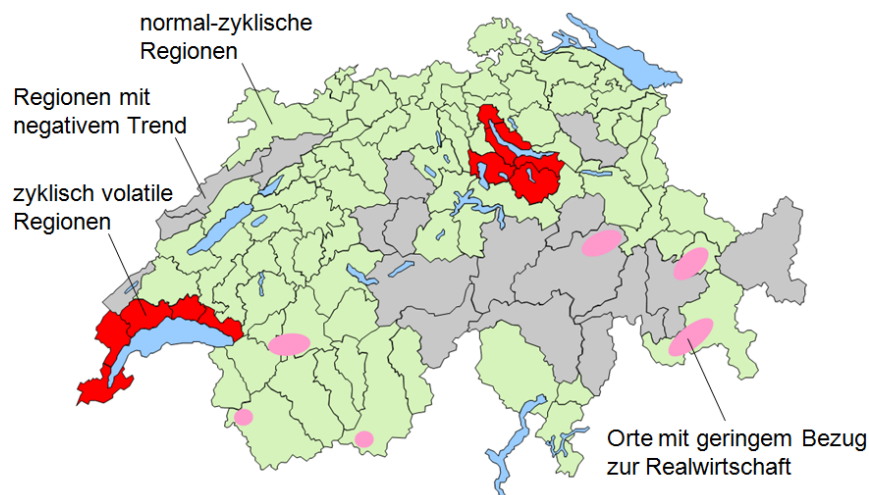 normal-zyklische
Regionen
Regionen mit
negativem Trend
zyklisch volatile
Regionen
Orte mit geringem Bezug
zur Realwirtschaft